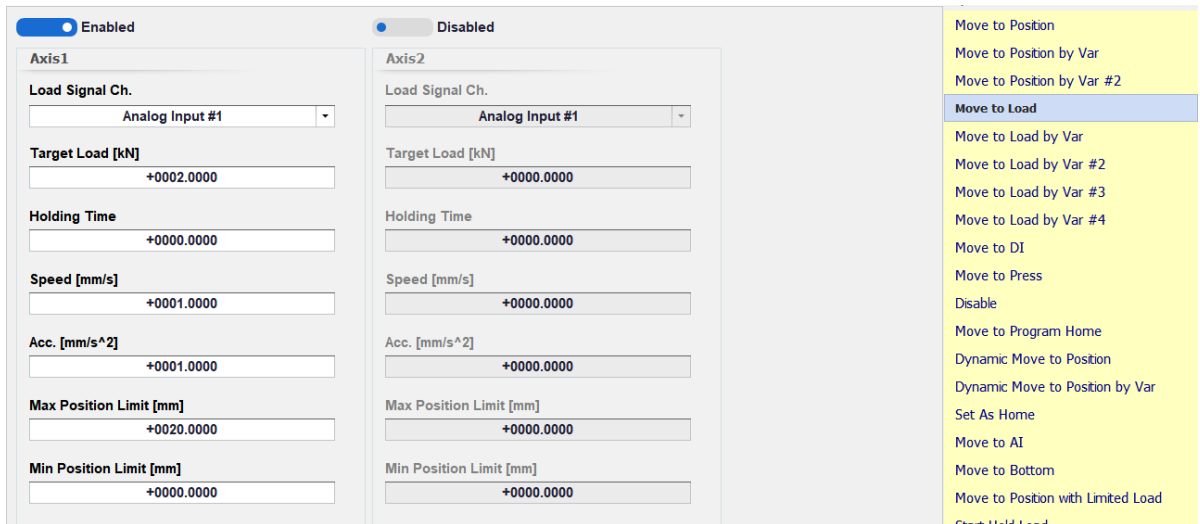 Enabled
Axis1
Load Signal Ch.
Analog Input #1
Target Load [kN]
+0002.0000
Holding Time
+0000.0000
Speed [mm/s]
+0001.0000
Acc. [mm/s^2]
+0001.0000
Max Position Limit [mm]
+0020.0000
Min Position Limit [mm]
+0000.0000
Disabled
Axis2
Load Signal Ch.
Analog Input #1
Target Load [kN]
+0000.0000
Holding Time
+0000.0000
Speed [mm/s]
+0000.0000
Acc. [mm/s^2]
+0000.0000
Max Position Limit [mm]
+0000.0000
Min Position Limit [mm]
+0000.0000
Move to Position
Move to Position by Var
Move to Position by Var #2
Move to Load
Move to Load by Var
Move to Load by Var #2
Move to Load by Var #3
Move to Load by Var #4
Move to DI
Move to Press
Disable
Move to Program Home
Dynamic Move to Position
Dynamic Move to Position by Var
Set As Home
Move to AI
Move to Bottom
Move to Position with Limited Load
Start Hold Load